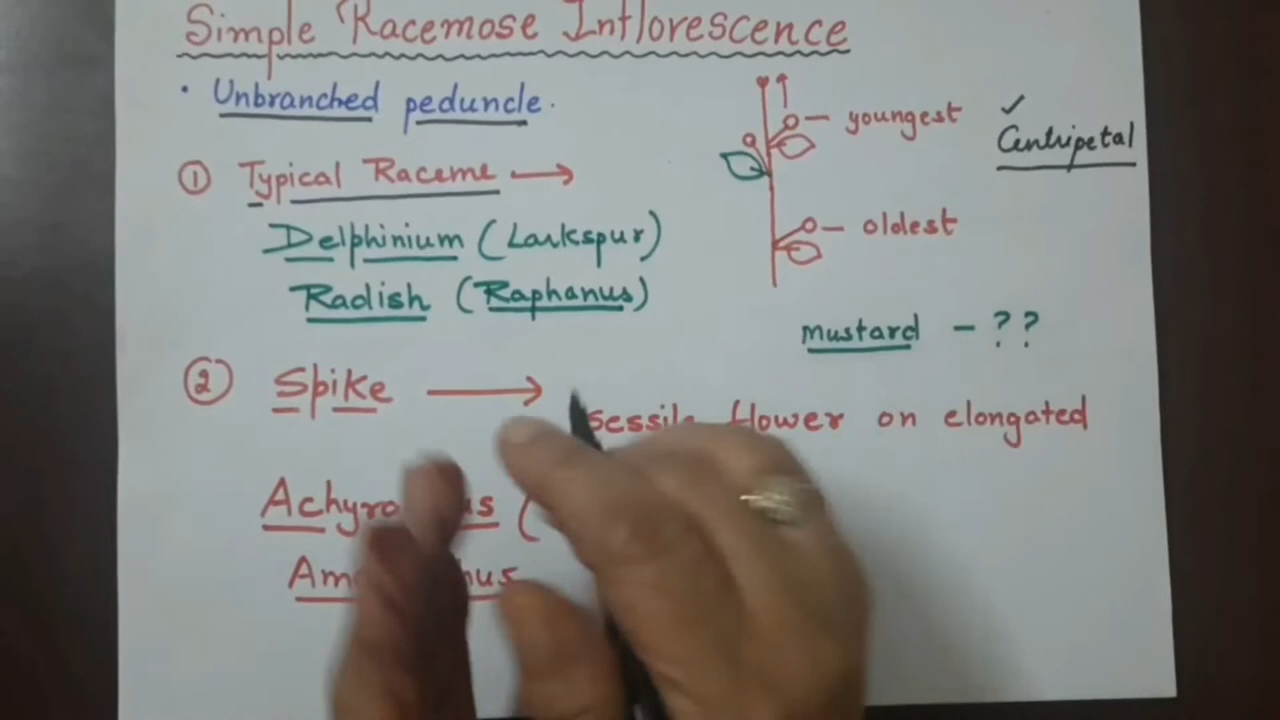 Simple Racemose Inflorescence
• Unbranched peduncle.
① Typical Raceme →
Delphinium (Larkspur)
Radish (Raphanus)
youngest
Centripetal
oldest
mustard - ??
② Spike →
flower on elongated